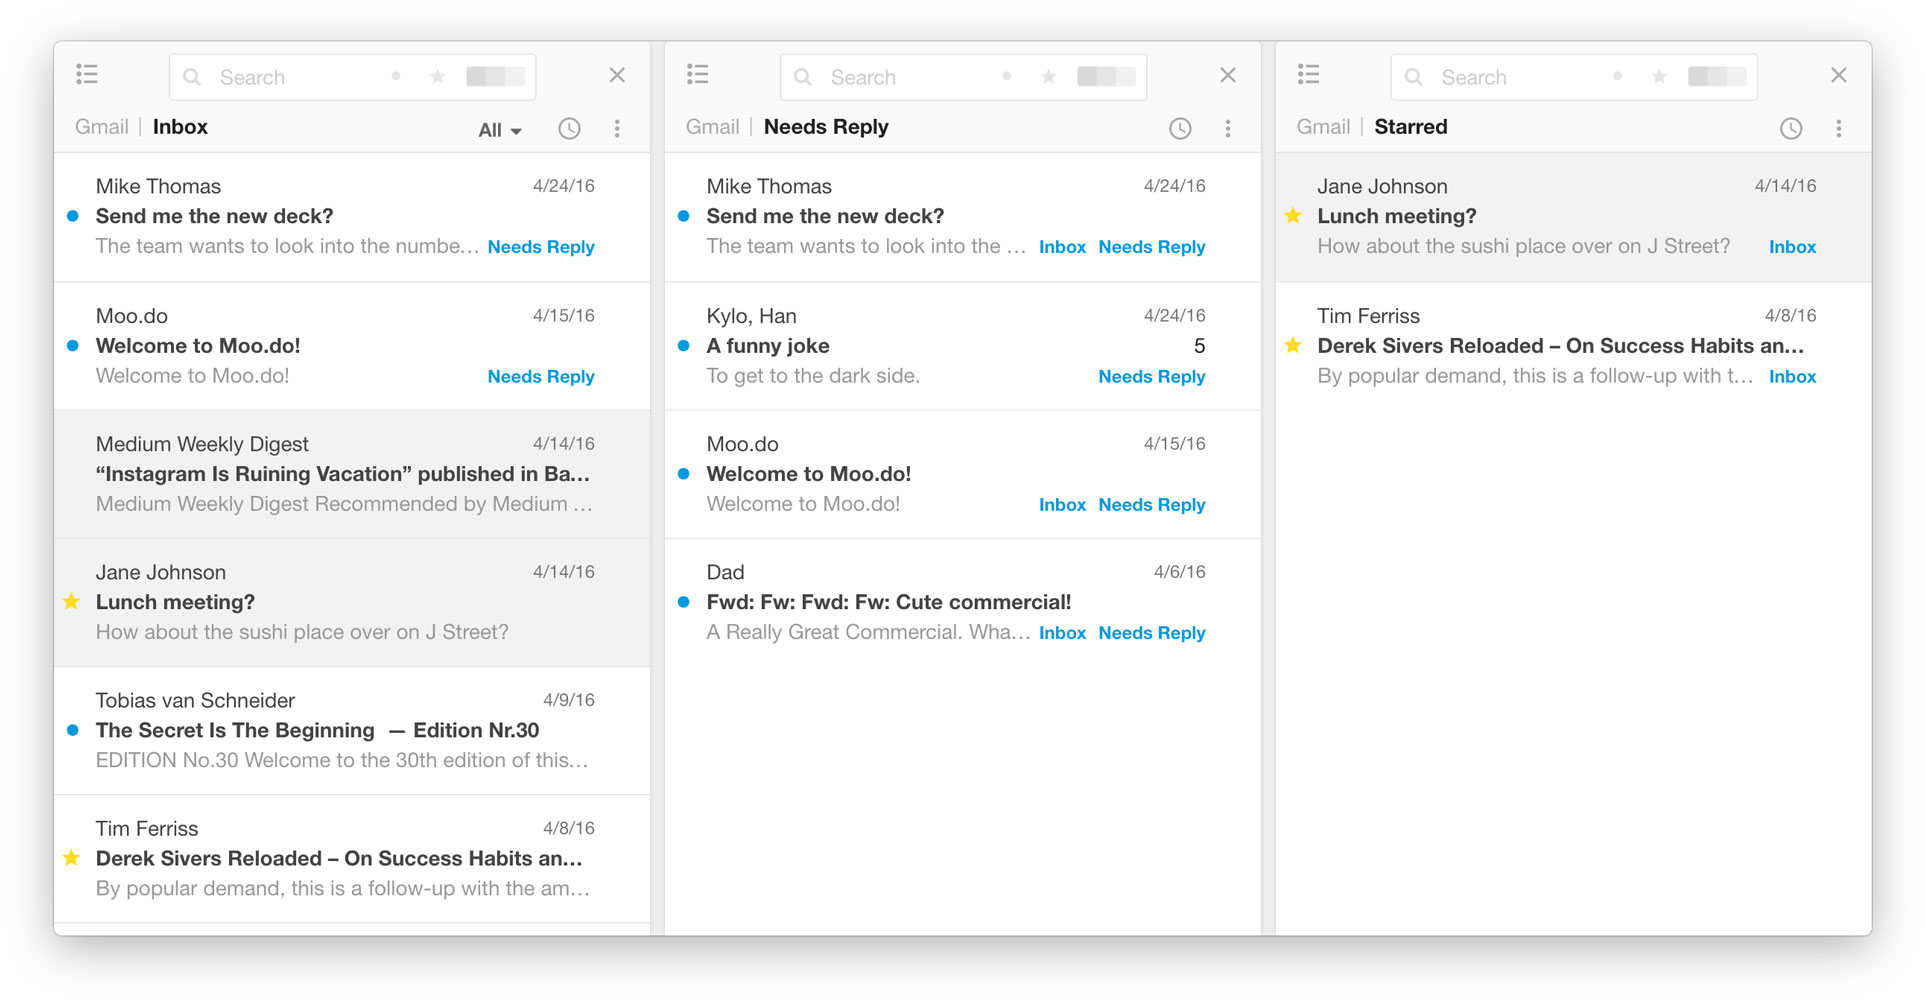 Search
Gmail | Inbox All
Mike Thomas 4/24/16
Send me the new deck?
The team wants to look into the numbe... Needs Reply
Moo.do 4/15/16
Welcome to Moo.do!
Welcome to Moo.do! Needs Reply
Medium Weekly Digest 4/14/16
“Instagram Is Ruining Vacation” published in Ba...
Medium Weekly Digest Recommended by Medium ...
Jane Johnson 4/14/16
Lunch meeting?
How about the sushi place over on J Street?
Tobias van Schneider 4/9/16
The Secret Is The Beginning — Edition Nr.30
EDITION No.30 Welcome to the 30th edition of this...
Tim Ferriss 4/8/16
Derek Sivers Reloaded – On Success Habits an...
By popular demand, this is a follow-up with the am...
Search
Gmail | Needs Reply
Mike Thomas 4/24/16
Send me the new deck?
The team wants to look into the ... Inbox Needs Reply
Kylo, Han 4/24/16
A funny joke 5
To get to the dark side. Needs Reply
Moo.do 4/15/16
Welcome to Moo.do!
Welcome to Moo.do! Inbox Needs Reply
Dad 4/6/16
Fwd: Fw: Fwd: Fw: Cute commercial!
A Really Great Commercial. Wha... Inbox Needs Reply
Search
Gmail | Starred
Jane Johnson 4/14/16
Lunch meeting?
How about the sushi place over on J Street? Inbox
Tim Ferriss 4/8/16
Derek Sivers Reloaded – On Success Habits an...
By popular demand, this is a follow-up with t... Inbox